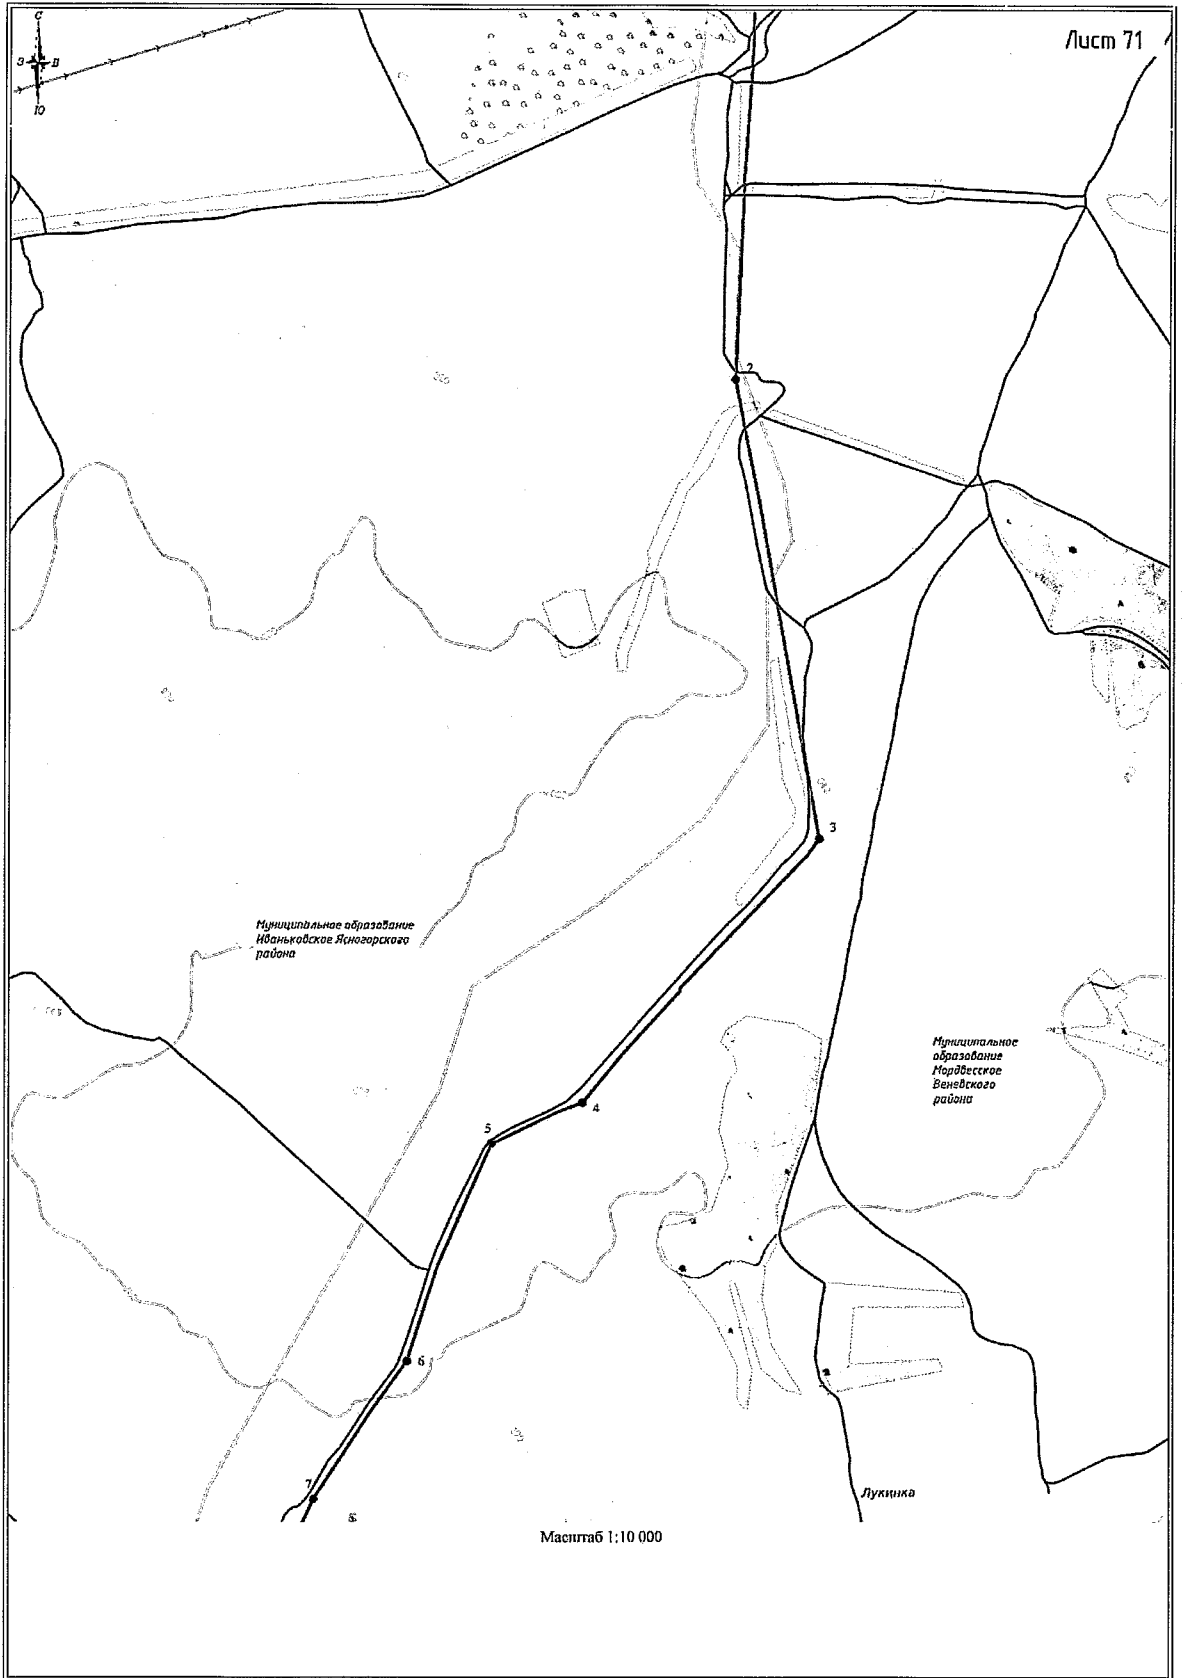 Лист 71
С
З В
Ю
2
3
Муниципальное образование
Иваньковское Ясногорского
района
Муниципальное
образование
Мордвесское
Веневского
района
4
5
6
7
Лукинка
Масштаб 1:10 000